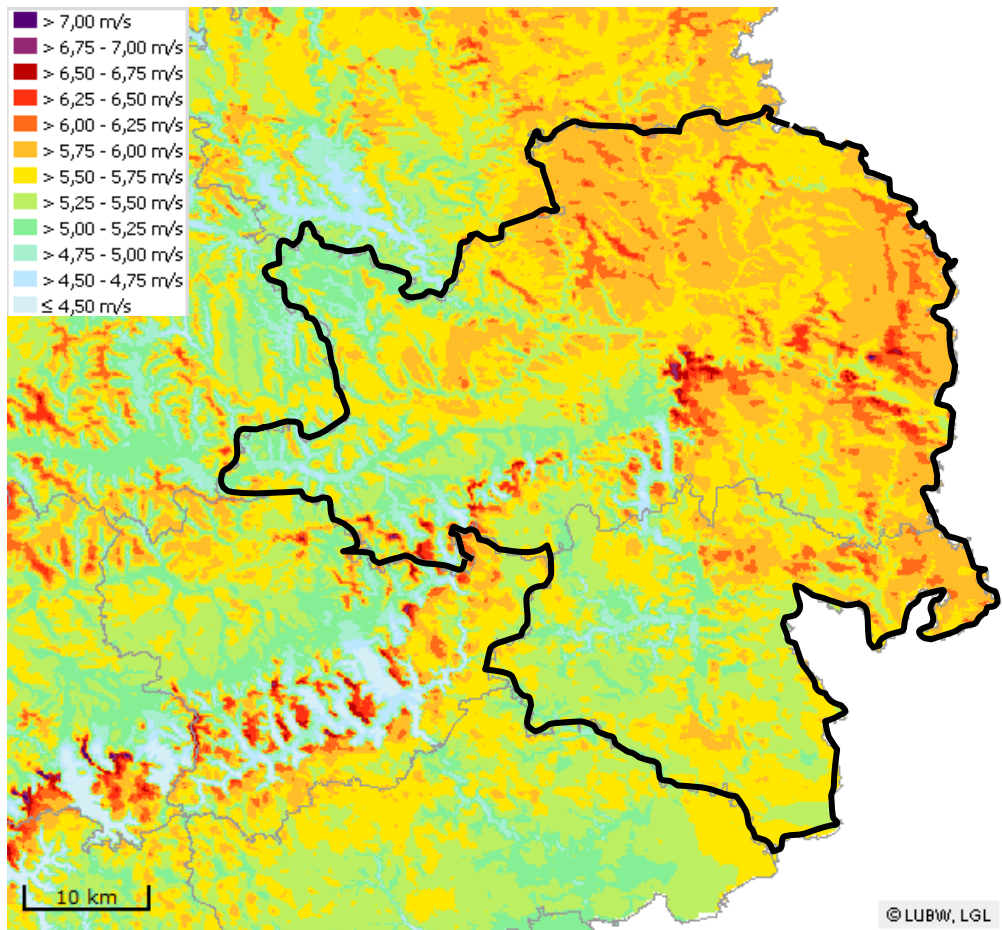 > 7,00 m/s
> 6,75 - 7,00 m/s
> 6,50 - 6,75 m/s
> 6,25 - 6,50 m/s
> 6,00 - 6,25 m/s
> 5,75 - 6,00 m/s
> 5,50 - 5,75 m/s
> 5,25 - 5,50 m/s
> 5,00 - 5,25 m/s
> 4,75 - 5,00 m/s
> 4,50 - 4,75 m/s
≤ 4,50 m/s
10 km
© LUBW, LGL